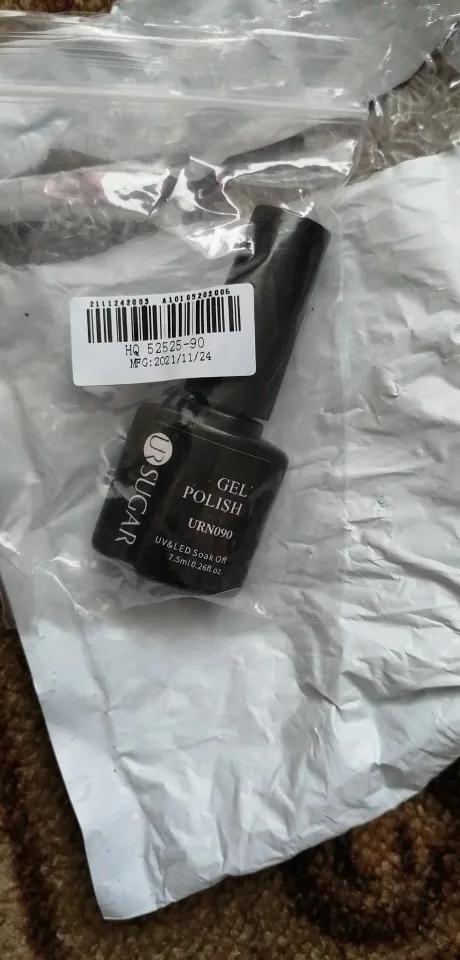 2111242003 A10105202006
HQ 52525-90
MFG:2021/11/24
UR SUGAR
GEL
POLISH
URN090
UV&LED Soak Off
7.5ml 0.26fl.oz.